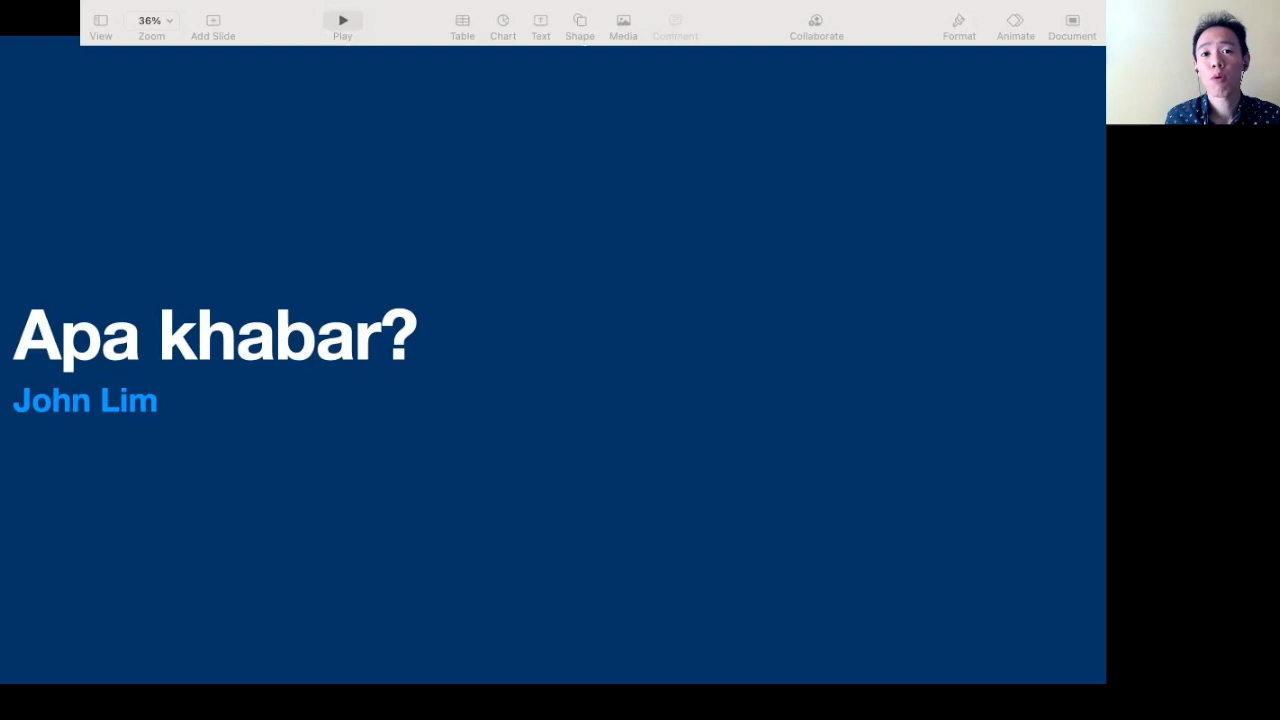 36%
View
Zoom
Add Slide
Play
Table
Chart
Text
Shape
Media
Comment
Collaborate
Format
Animate
Document
Apa khabar?
John Lim